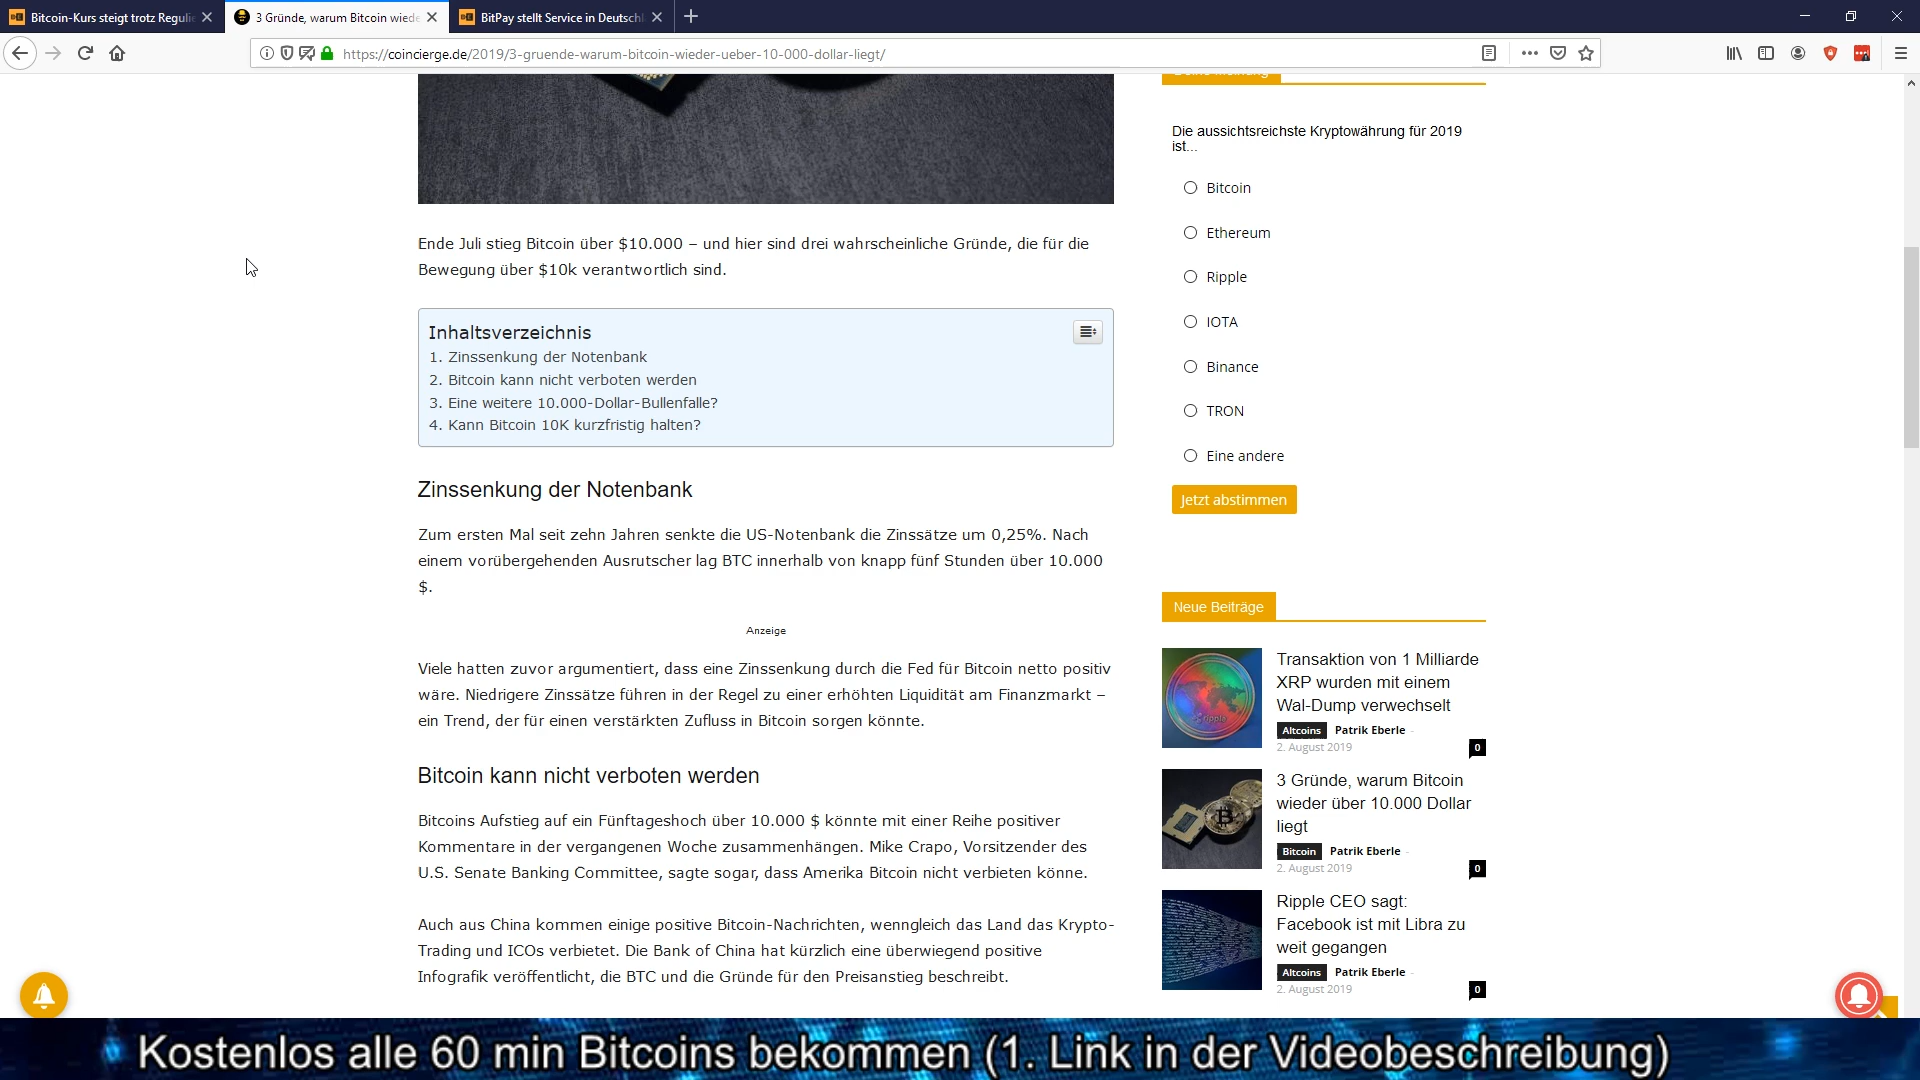 Bitcoin-Kurs steigt trotz Regulie
3 Gründe, warum Bitcoin wiede
BitPay stellt Service in Deutschl
https://coincierge.de/2019/3-gruende-warum-bitcoin-wieder-ueber-10-000-dollar-liegt/
Ende Juli stieg Bitcoin über $10.000 – und hier sind drei wahrscheinliche Gründe, die für die
Bewegung über $10k verantwortlich sind.
Inhaltsverzeichnis
1. Zinssenkung der Notenbank
2. Bitcoin kann nicht verboten werden
3. Eine weitere 10.000-Dollar-Bullenfalle?
4. Kann Bitcoin 10K kurzfristig halten?
Zinssenkung der Notenbank
Zum ersten Mal seit zehn Jahren senkte die US-Notenbank die Zinssätze um 0,25%. Nach
einem vorübergehenden Ausrutscher lag BTC innerhalb von knapp fünf Stunden über 10.000
$.
Anzeige
Viele hatten zuvor argumentiert, dass eine Zinssenkung durch die Fed für Bitcoin netto positiv
wäre. Niedrigere Zinssätze führen in der Regel zu einer erhöhten Liquidität am Finanzmarkt –
ein Trend, der für einen verstärkten Zufluss in Bitcoin sorgen könnte.
Bitcoin kann nicht verboten werden
Bitcoins Aufstieg auf ein Fünftageshoch über 10.000 $ könnte mit einer Reihe positiver
Kommentare in der vergangenen Woche zusammenhängen. Mike Crapo, Vorsitzender des
U.S. Senate Banking Committee, sagte sogar, dass Amerika Bitcoin nicht verbieten könne.
Auch aus China kommen einige positive Bitcoin-Nachrichten, wenngleich das Land das Krypto-
Trading und ICOs verbietet. Die Bank of China hat kürzlich eine überwiegend positive
Infografik veröffentlicht, die BTC und die Gründe für den Preisanstieg beschreibt.
Die aussichtsreichste Kryptowährung für 2019
ist...
Bitcoin
Ethereum
Ripple
IOTA
Binance
TRON
Eine andere
Jetzt abstimmen
Neue Beiträge
Transaktion von 1 Milliarde
XRP wurden mit einem
Wal-Dump verwechselt
Altcoins Patrik Eberle -
2. August 2019
0
3 Gründe, warum Bitcoin
wieder über 10.000 Dollar
liegt
Bitcoin Patrik Eberle -
2. August 2019
0
Ripple CEO sagt:
Facebook ist mit Libra zu
weit gegangen
Altcoins Patrik Eberle -
2. August 2019
0
Kostenlos alle 60 min Bitcoins bekommen (1. Link in der Videobeschreibung)